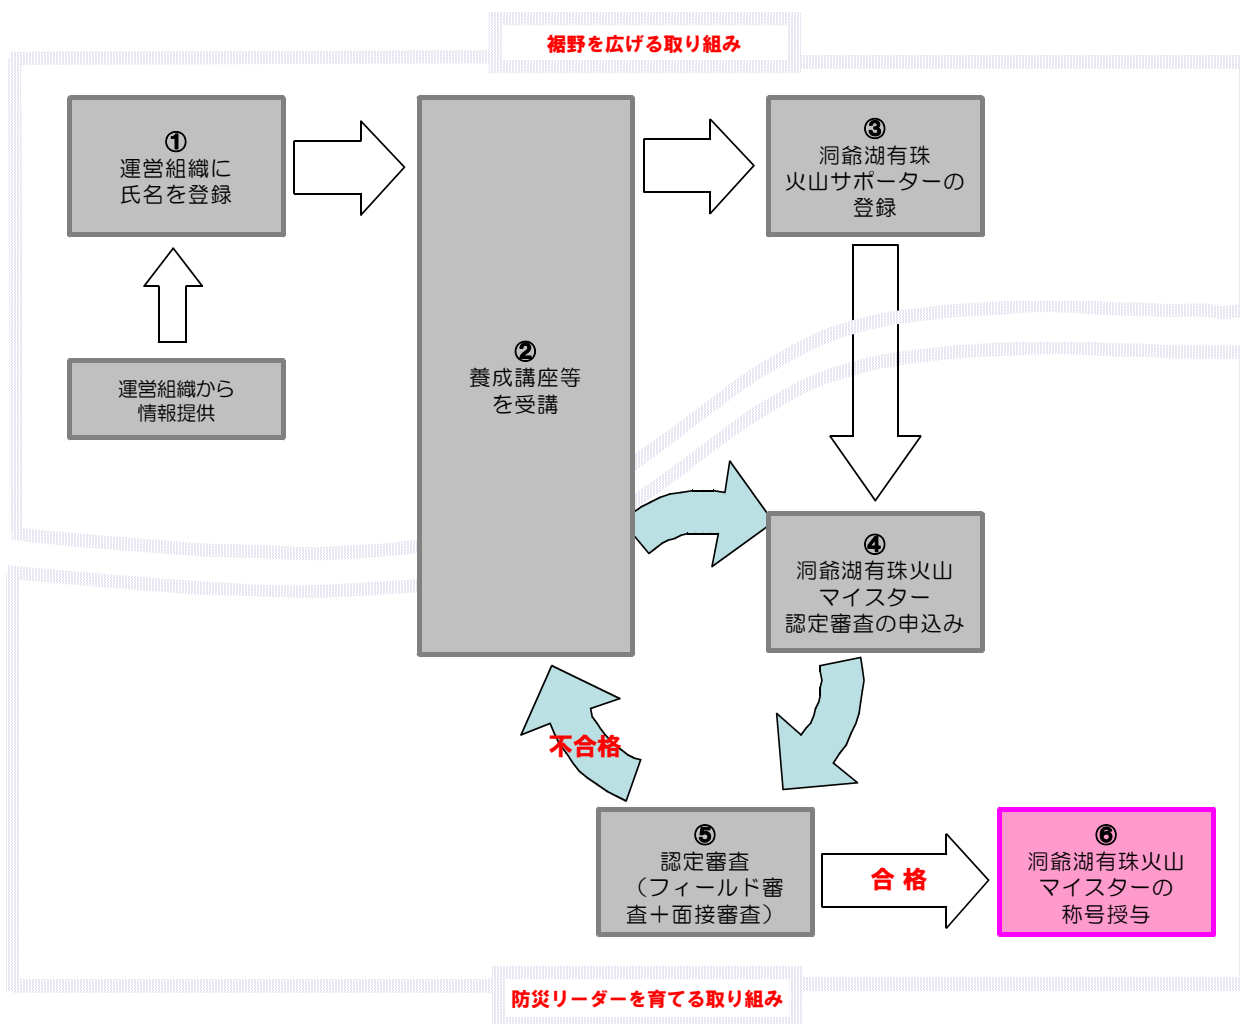 裾野を広げる取り組み
①
運営組織に
氏名を登録
運営組織から
情報提供
②
養成講座等
を受講
③
洞爺湖有珠
火山サポーターの
登録
④
洞爺湖有珠火山
マイスター
認定審査の申込み
不合格
⑤
認定審査
（フィールド審
査＋面接審査）
合 格
⑥
洞爺湖有珠火山
マイスターの
称号授与
防災リーダーを育てる取り組み